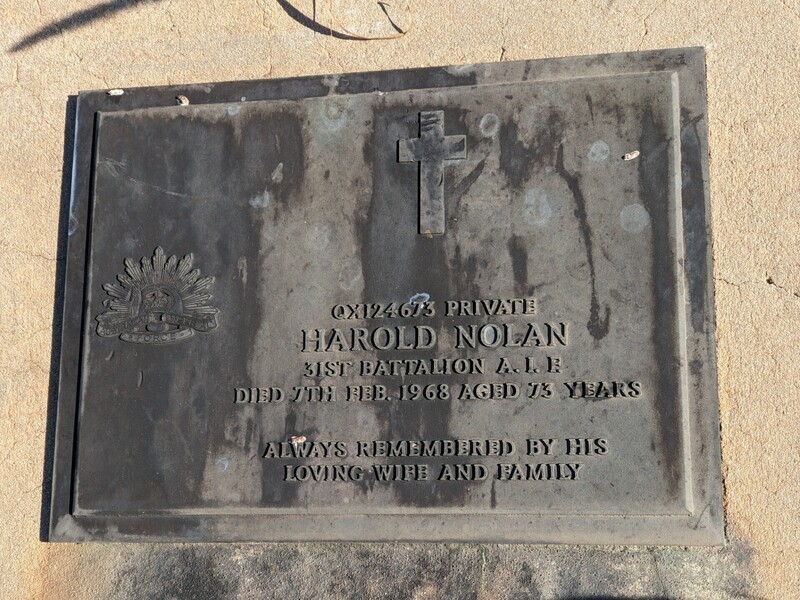 QX124673 PRIVATE
HAROLD NOLAN
31ST BATTALION A. I. F.
DIED 7TH FEB. 1968 AGED 73 YEARS
ALWAYS REMEMBERED BY HIS
LOVING WIFE AND FAMILY